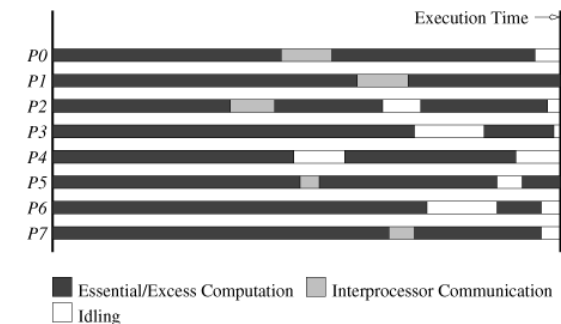 Execution Time
P0
P1
P2
P3
P4
P5
P6
P7
Essential/Excess Computation Interprocessor Communication
Idling